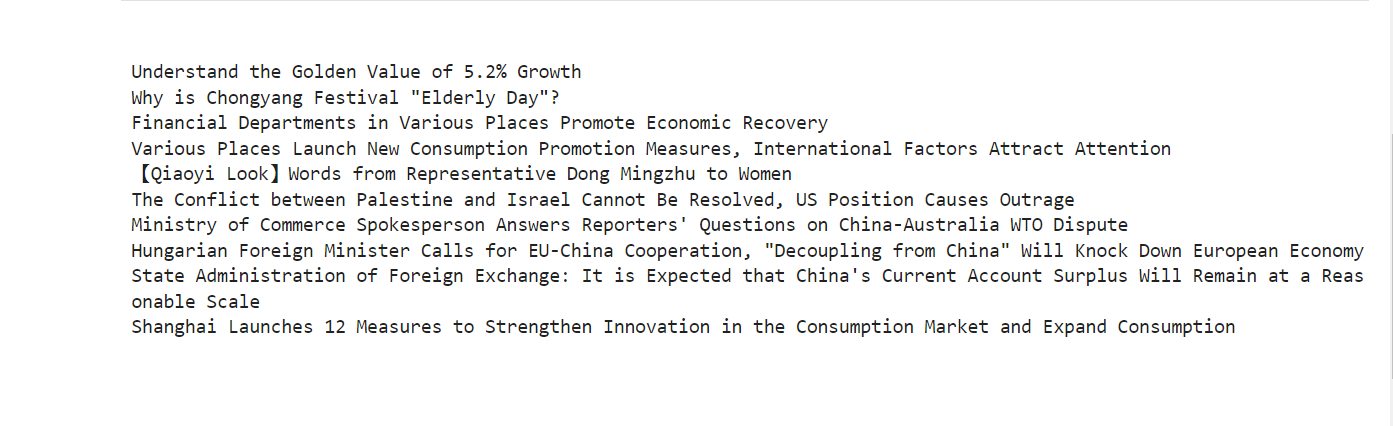 Understand the Golden Value of 5.2% Growth
Why is Chongyang Festival "Elderly Day"?
Financial Departments in Various Places Promote Economic Recovery
Various Places Launch New Consumption Promotion Measures, International Factors Attract Attention
【Qiaoyi Look】Words from Representative Dong Mingzhu to Women
The Conflict between Palestine and Israel Cannot Be Resolved, US Position Causes Outrage
Ministry of Commerce Spokesperson Answers Reporters' Questions on China-Australia WTO Dispute
Hungarian Foreign Minister Calls for EU-China Cooperation, "Decoupling from China" Will Knock Down European Economy
State Administration of Foreign Exchange: It is Expected that China's Current Account Surplus Will Remain at a Reas
onable Scale
Shanghai Launches 12 Measures to Strengthen Innovation in the Consumption Market and Expand Consumption